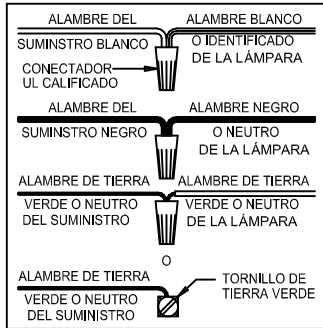 ALAMBRE DEL ALAMBRE BLANCO
SUMINSTRO BLANCO O IDENTIFICADO
DE LA LÁMPARA
CONECTADOR
UL CALIFICADO
ALAMBRE DEL ALAMBRE NEGRO
SUMINSTRO NEGRO O NEUTRO
DE LA LÁMPARA
ALAMBRE DE TIERRA ALAMBRE DE TIERRA
VERDE O NEUTRO VERDE O NEUTRO
DEL SUMINISTRO DE LA LÁMPARA
O
ALAMBRE DE TIERRA TORNILLO DE
TIERRA VERDE
VERDE O NEUTRO
DEL SUMINISTRO